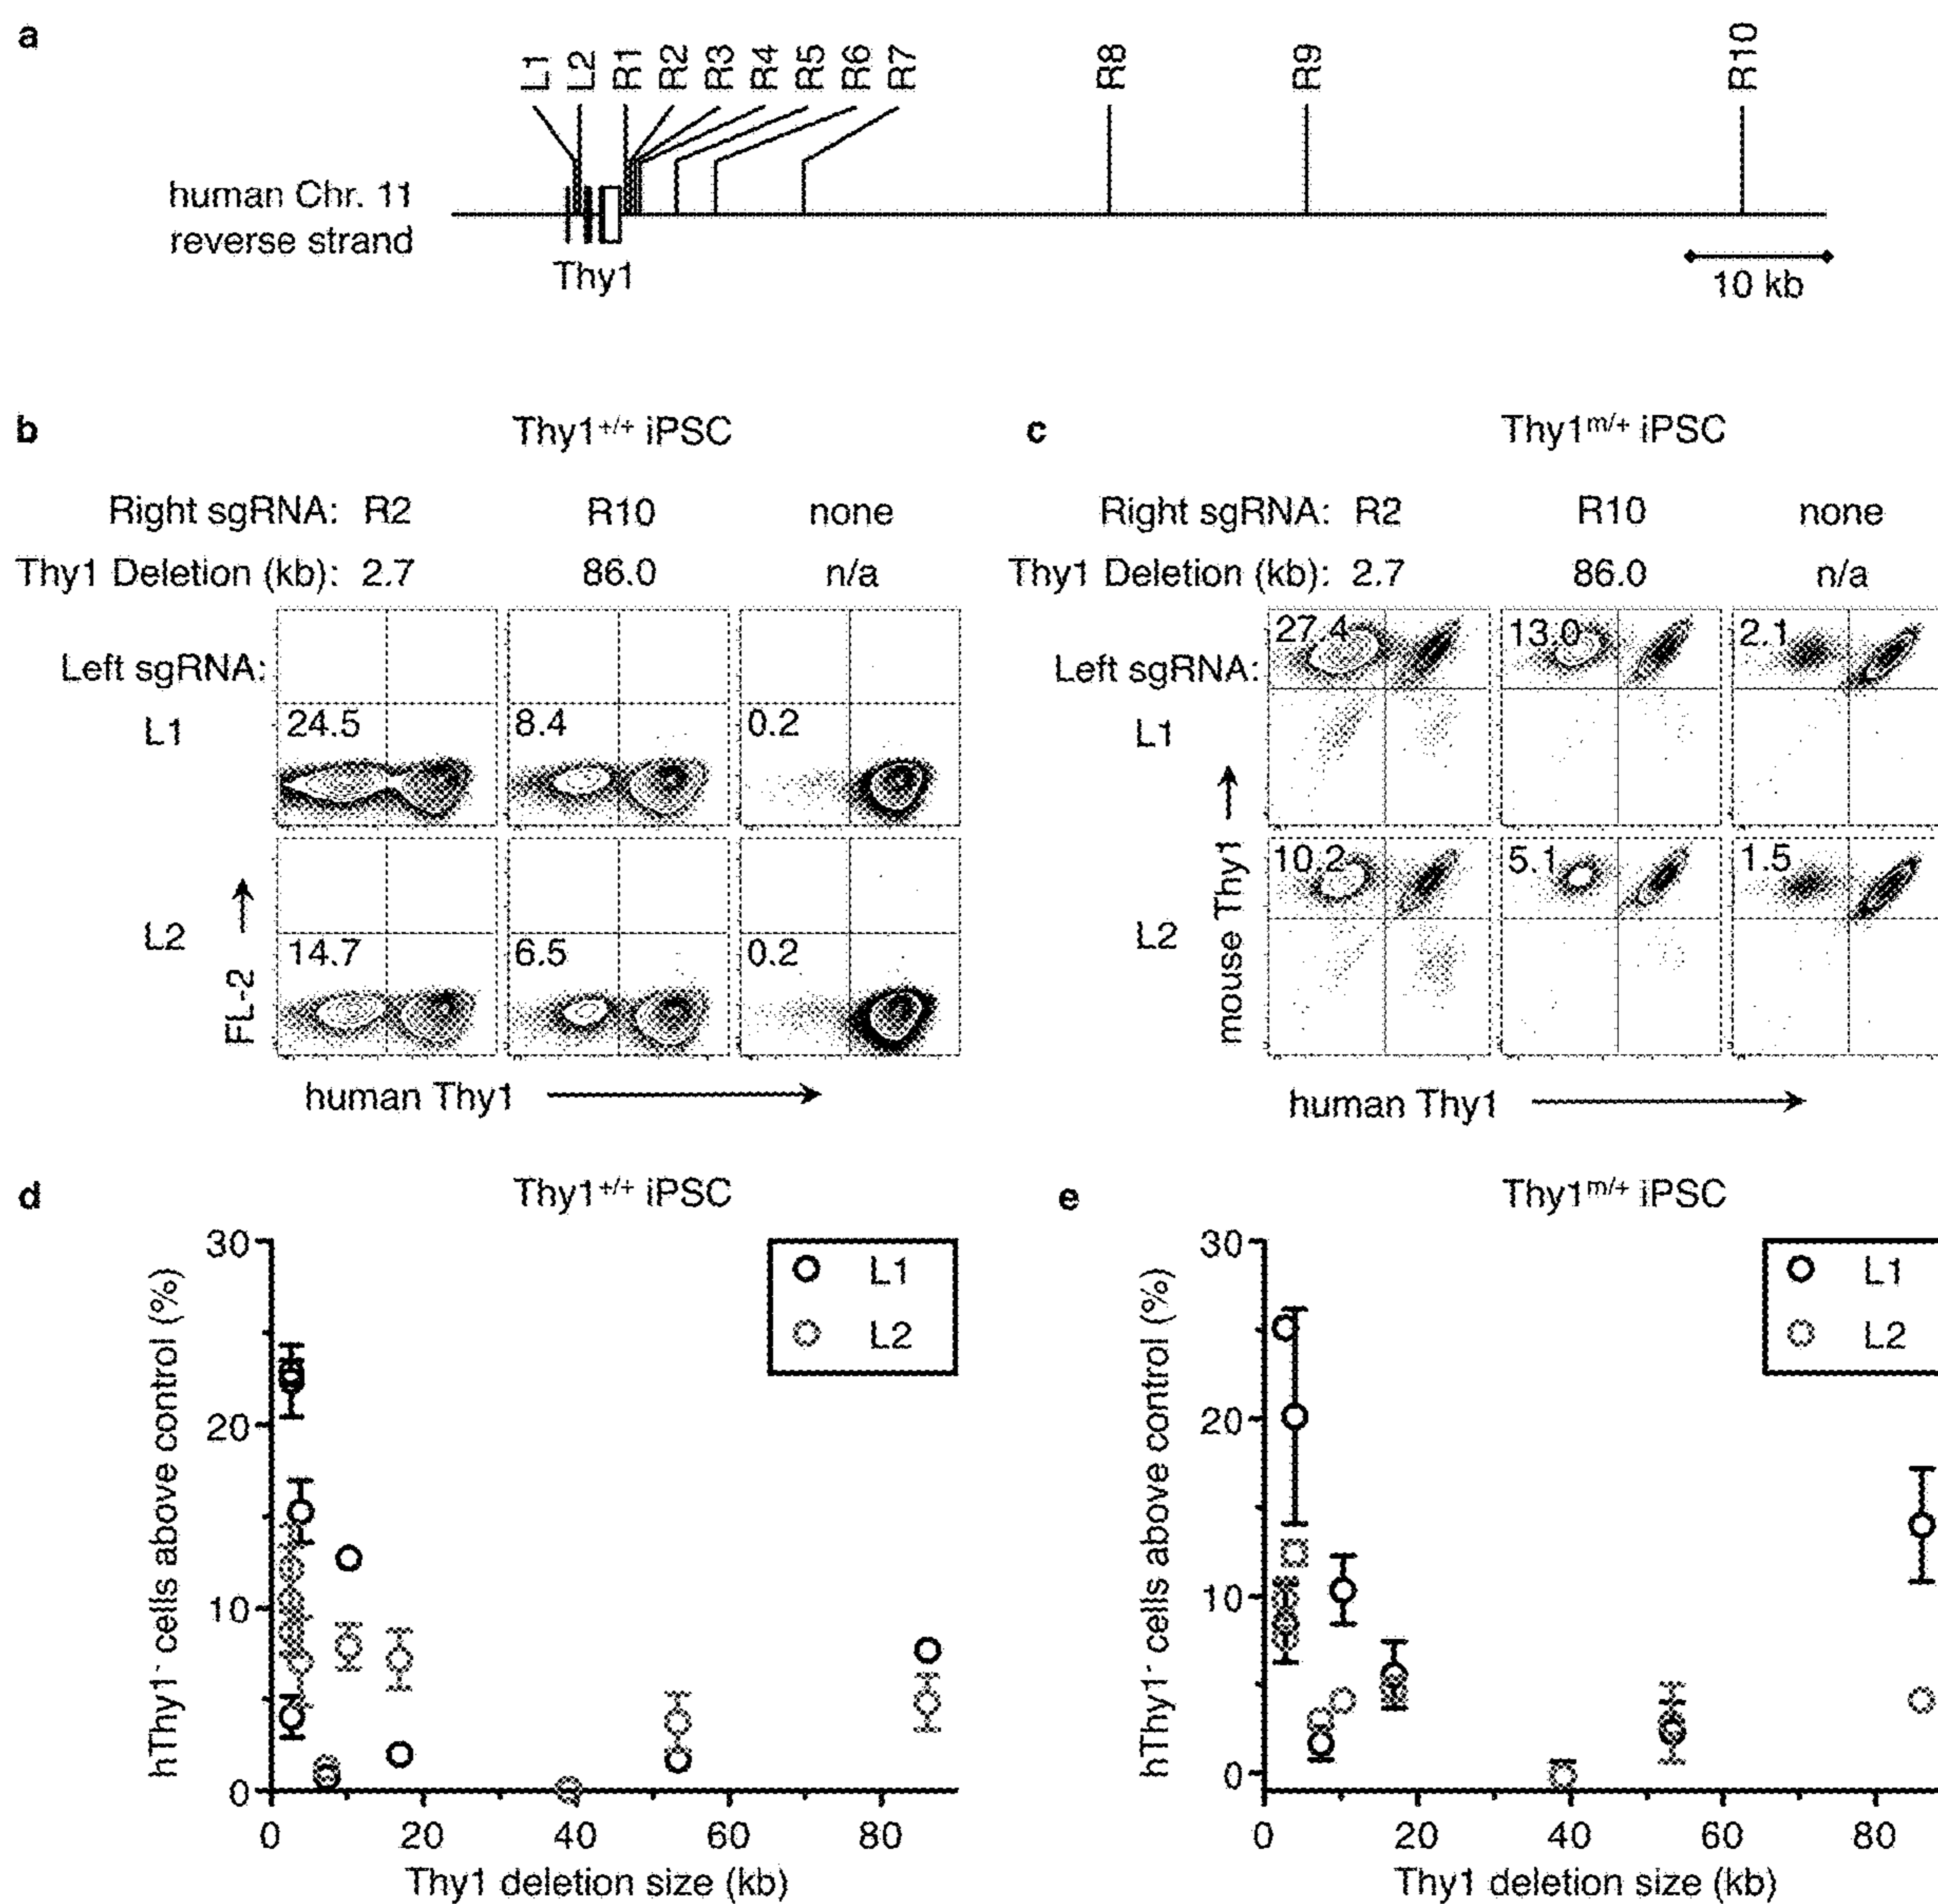 a
L1 L2 R1 R2 R3 R4 R5 R6 R7 R8 R9 R10
human Chr. 11
reverse strand
Thy1
10 kb
b
Thy1+/+ iPSC
Right sgRNA: R2 R10 none
Thy1 Deletion (kb): 2.7 86.0 n/a
Left sgRNA:
L1
24.5 8.4 0.2
L2
14.7 6.5 0.2
FL-2
human Thy1
c
Thy1m/+ iPSC
Right sgRNA: R2 R10 none
Thy1 Deletion (kb): 2.7 86.0 n/a
Left sgRNA:
27.4 13.0 2.1
L1
10.2 5.1 1.5
L2
mouse Thy1
human Thy1
d
Thy1+/+ iPSC
hThy1- cells above control (%)
30
20
10
0
L1
L2
0 20 40 60 80
Thy1 deletion size (kb)
e
Thy1m/+ iPSC
hThy1- cells above control (%)
30
20
10
0
L1
L2
0 20 40 60 80
Thy1 deletion size (kb)